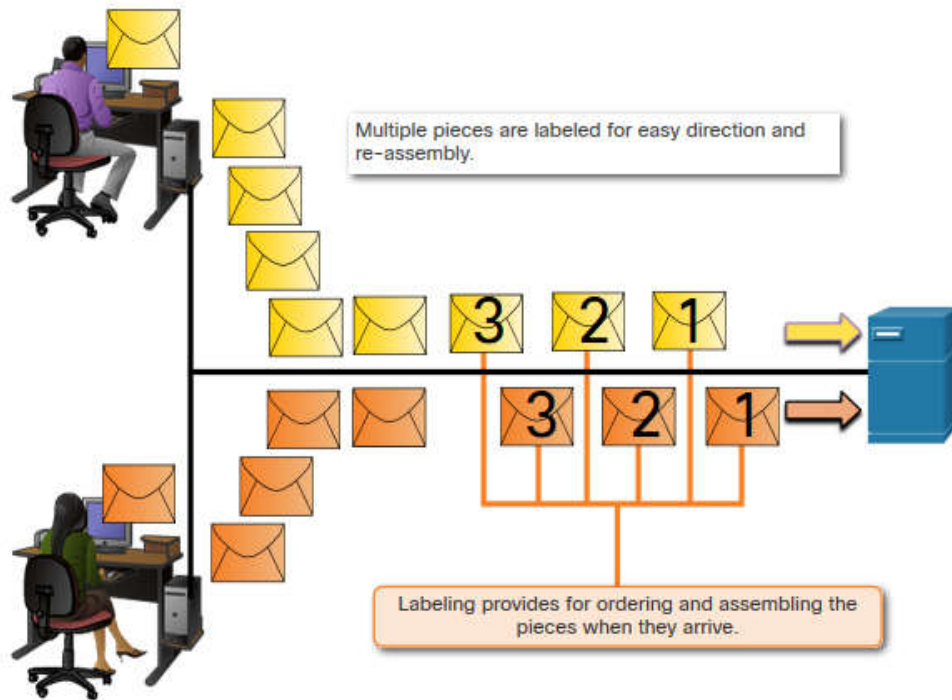 Multiple pieces are labeled for easy direction and
re-assembly.
3 2 1
3 2 1
Labeling provides for ordering and assembling the
pieces when they arrive.